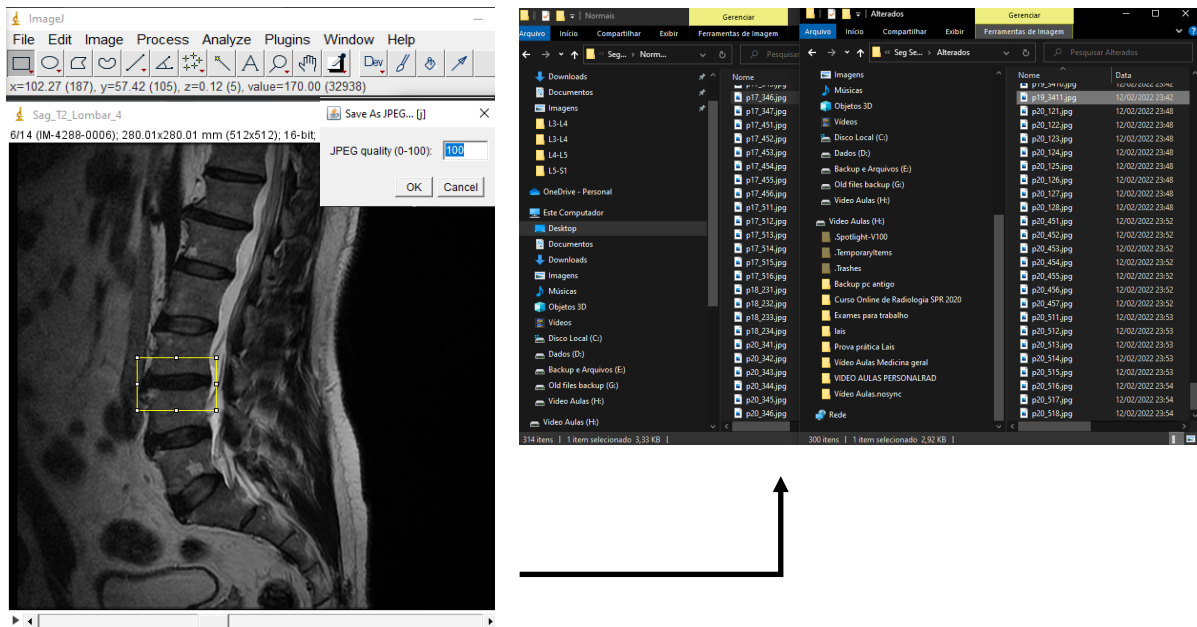 ImageJ
File Edit Image Process Analyze Plugins Window Help
Dev
x=102.27 (187), y=57.42 (105), z=0.12 (5), value=170.00 (32938)
Sag_T2_Lombar_4
6/14 (IM-4288-0006); 280.01x280.01 mm (512x512); 16-bit;
Save As JPEG... [j]
JPEG quality (0-100): 100
OK Cancel
Normais
Gerenciar
Arquivo Início Compartilhar Exibir Ferramentas de Imagem
Seg... Norm...
Pesquisar
Downloads
Documentos
Imagens
L3-L4
L3-L4
L4-L5
L5-S1
OneDrive - Personal
Este Computador
Desktop
Documentos
Downloads
Imagens
Músicas
Objetos 3D
Vídeos
Disco Local (C:)
Dados (D:)
Backup e Arquivos (E:)
Old files backup (G:)
Video Aulas (H:)
Video Aulas (H:)
Nome
p17_346.jpg
p17_347.jpg
p17_451.jpg
p17_452.jpg
p17_453.jpg
p17_454.jpg
p17_455.jpg
p17_456.jpg
p17_511.jpg
p17_512.jpg
p17_513.jpg
p17_514.jpg
p17_515.jpg
p17_516.jpg
p18_231.jpg
p18_232.jpg
p18_233.jpg
p18_234.jpg
p20_341.jpg
p20_342.jpg
p20_343.jpg
p20_344.jpg
p20_345.jpg
p20_346.jpg
314 itens 1 item selecionado 3,33 KB
Alterados
Gerenciar
Arquivo Início Compartilhar Exibir Ferramentas de Imagem
Seg Se... Alterados
Pesquisar Alterados
Imagens
Músicas
Objetos 3D
Vídeos
Disco Local (C:)
Dados (D:)
Backup e Arquivos (E:)
Old files backup (G:)
Video Aulas (H:)
Video Aulas (H:)
.Spotlight-V100
.TemporaryItems
.Trashes
Backup pc antigo
Curso Online de Radiologia SPR 2020
Exames para trabalho
lais
Prova prática Lais
Vídeo Aulas Medicina geral
VIDEO AULAS PERSONALRAD
Vídeo Aulas.nosync
Rede
Nome Data
p19_3410.jpg 12/02/2022 23:42
p19_3411.jpg 12/02/2022 23:42
p20_121.jpg 12/02/2022 23:48
p20_122.jpg 12/02/2022 23:48
p20_123.jpg 12/02/2022 23:48
p20_124.jpg 12/02/2022 23:48
p20_125.jpg 12/02/2022 23:48
p20_126.jpg 12/02/2022 23:48
p20_127.jpg 12/02/2022 23:48
p20_128.jpg 12/02/2022 23:48
p20_451.jpg 12/02/2022 23:52
p20_452.jpg 12/02/2022 23:52
p20_453.jpg 12/02/2022 23:52
p20_454.jpg 12/02/2022 23:52
p20_455.jpg 12/02/2022 23:52
p20_456.jpg 12/02/2022 23:52
p20_457.jpg 12/02/2022 23:52
p20_511.jpg 12/02/2022 23:53
p20_512.jpg 12/02/2022 23:53
p20_513.jpg 12/02/2022 23:53
p20_514.jpg 12/02/2022 23:53
p20_515.jpg 12/02/2022 23:53
p20_516.jpg 12/02/2022 23:54
p20_517.jpg 12/02/2022 23:54
p20_518.jpg 12/02/2022 23:54
300 itens 1 item selecionado 2,92 KB